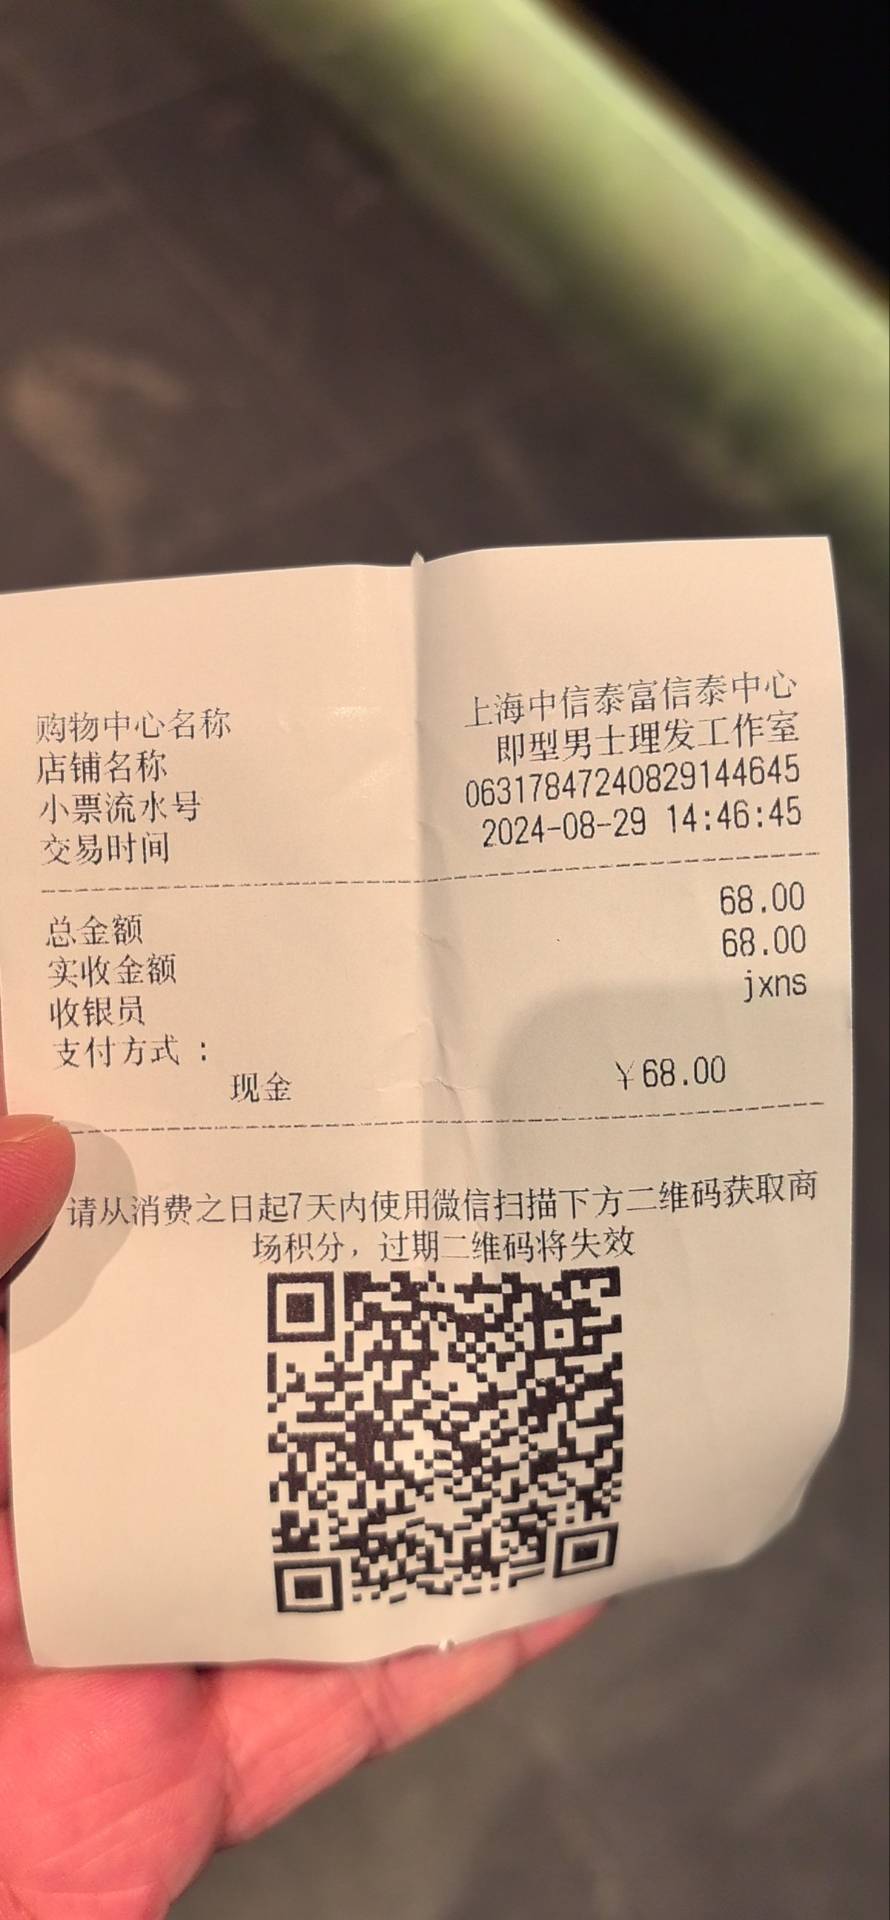 购物中心名称 上海中信泰富信泰中心
店铺名称 即型男士理发工作室
小票流水号 06317847240829144645
交易时间 2024-08-29 14:46:45
总金额 68.00
实收金额 68.00
收银员 jxns
支付方式：
现金 ￥68.00
请从消费之日起7天内使用微信扫描下方二维码获取商
场积分，过期二维码将失效